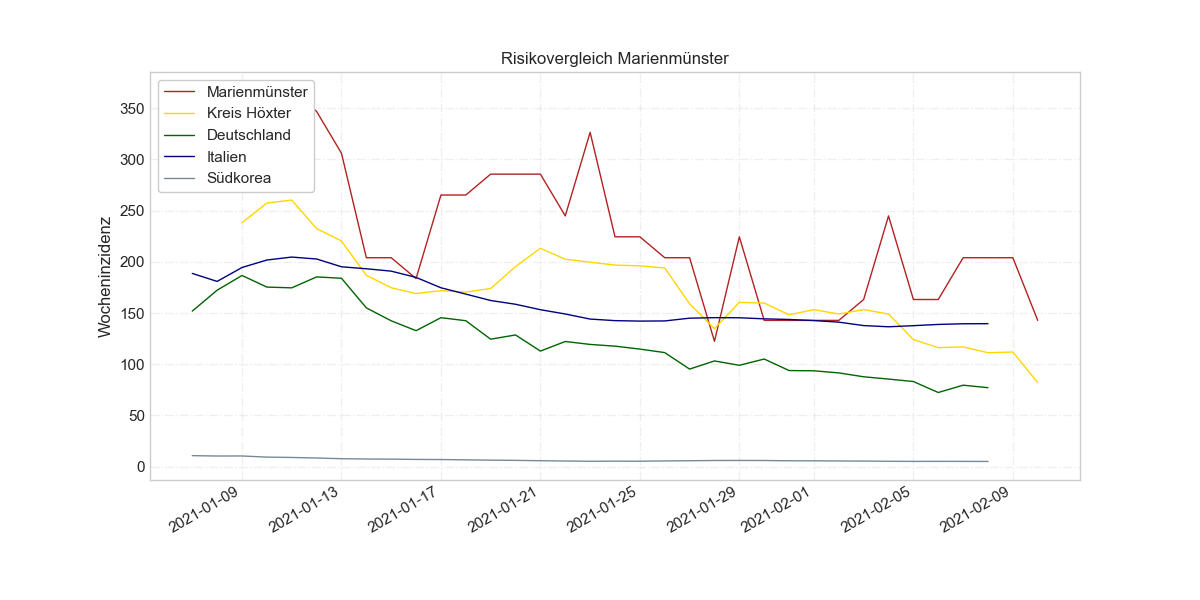 Risikovergleich Marienmünster
Marienmünster
Kreis Höxter
Deutschland
Italien
Südkorea
Wocheninzidenz
350
300
250
200
150
100
50
0
2021-01-09
2021-01-13
2021-01-17
2021-01-21
2021-01-25
2021-01-29
2021-02-01
2021-02-05
2021-02-09